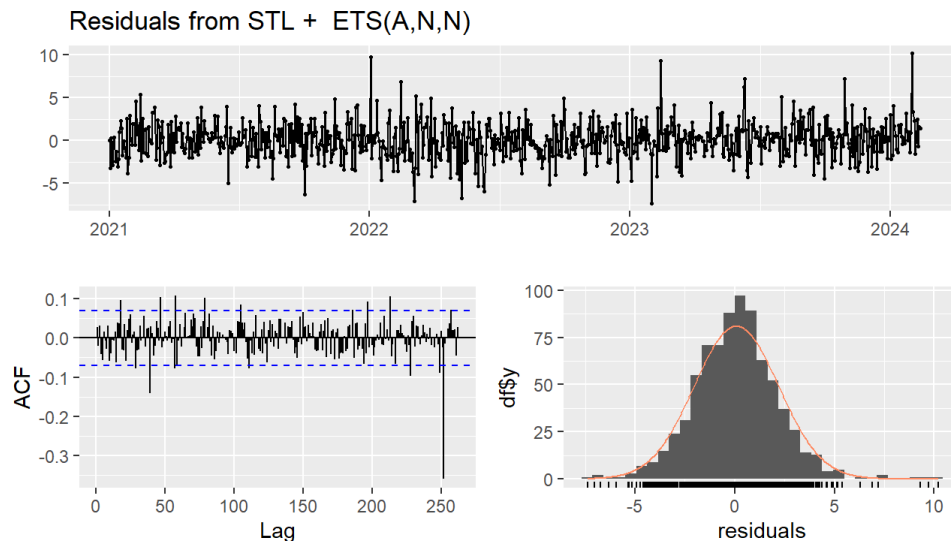 Residuals from STL + ETS(A,N,N)
10
5
0
-5
2021 2022 2023 2024
ACF
0.1
0.0
-0.1
-0.2
-0.3
0 50 100 150 200 250
Lag
df$y
100
75
50
25
0
-5 0 5 10
residuals